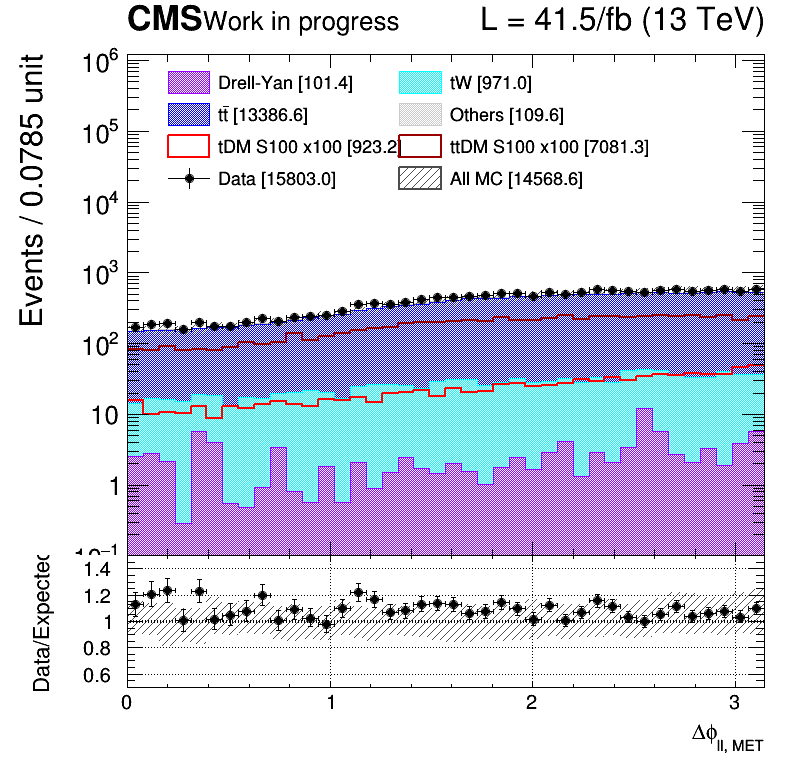 CMS Work in progress L = 41.5/fb (13 TeV)
Events / 0.0785 unit
10⁶
10⁵
10⁴
10³
10²
10
1
10⁻¹
Drell-Yan [101.4] tW [971.0]
tt̄ [13386.6] Others [109.6]
tDM S100 x100 [923.2] ttDM S100 x100 [7081.3]
Data [15803.0] All MC [14568.6]
Data/Expected
1.4
1.2
1
0.8
0.6
0 1 2 3
Δϕ_ll, MET